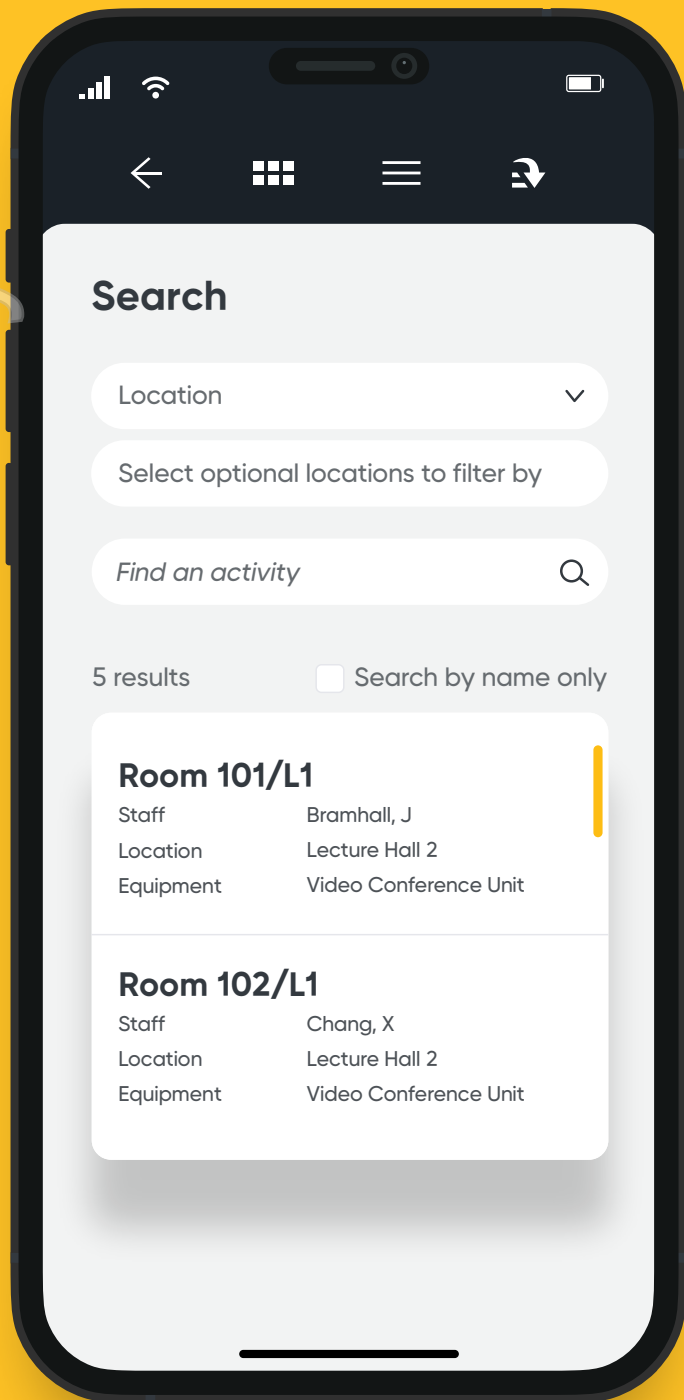 Search
Location
Select optional locations to filter by
Find an activity
5 results Search by name only
Room 101/L1
Staff Bramhall, J
Location Lecture Hall 2
Equipment Video Conference Unit
Room 102/L1
Staff Chang, X
Location Lecture Hall 2
Equipment Video Conference Unit